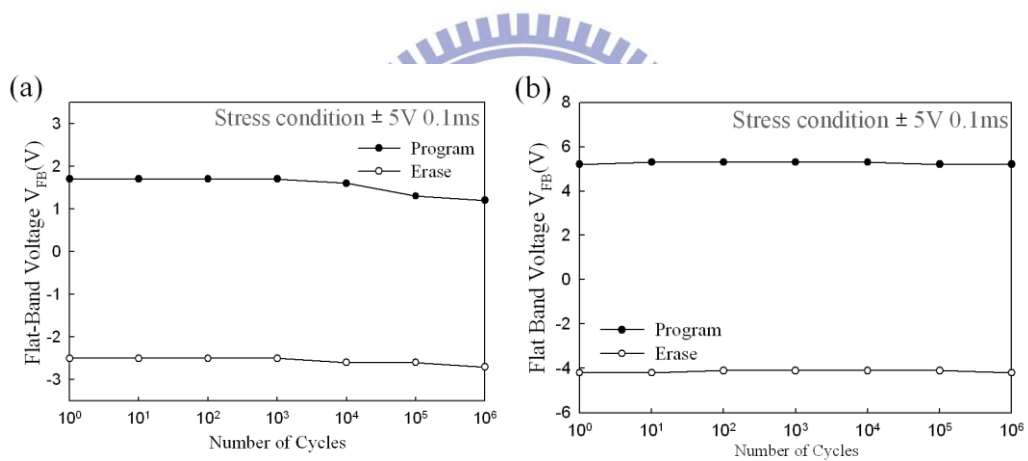 (a)
Stress condition ± 5V 0.1ms
Program
Erase
Flat-Band Voltage V_FB(V)
3
2
1
0
-1
-2
-3
10^0 10^1 10^2 10^3 10^4 10^5 10^6
Number of Cycles
(b)
Stress condition ± 5V 0.1ms
Flat Band Voltage V_FB(V)
8
6
4
2
0
-2
-4
-6
Program
Erase
10^0 10^1 10^2 10^3 10^4 10^5 10^6
Number of Cycles